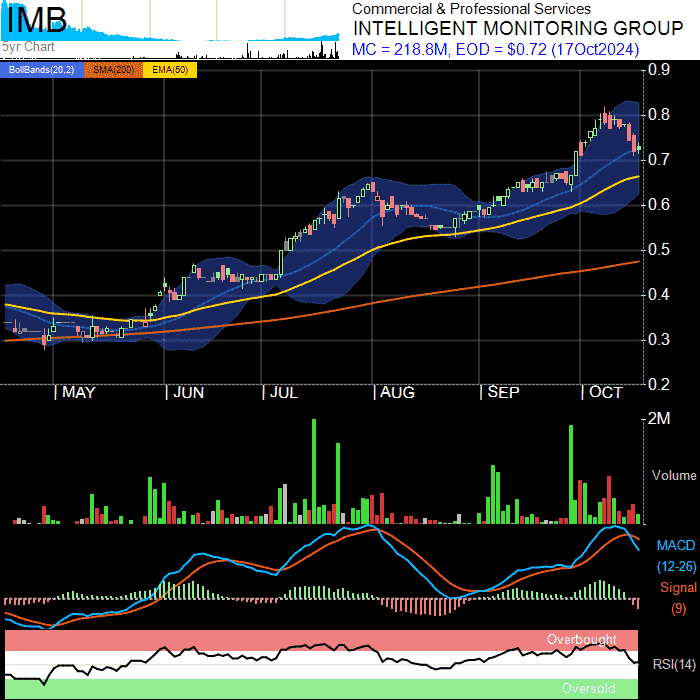 IMB
5yr Chart
Commercial & Professional Services
INTELLIGENT MONITORING GROUP
MC = 218.8M, EOD = $0.72 (17Oct2024)
BollBands(20,2) SMA(200) EMA(50)
0.9
0.8
0.7
0.6
0.5
0.4
0.3
0.2
MAY JUN JUL AUG SEP OCT
2M
Volume
MACD
(12-26)
Signal
(9)
Overbought
RSI(14)
Oversold